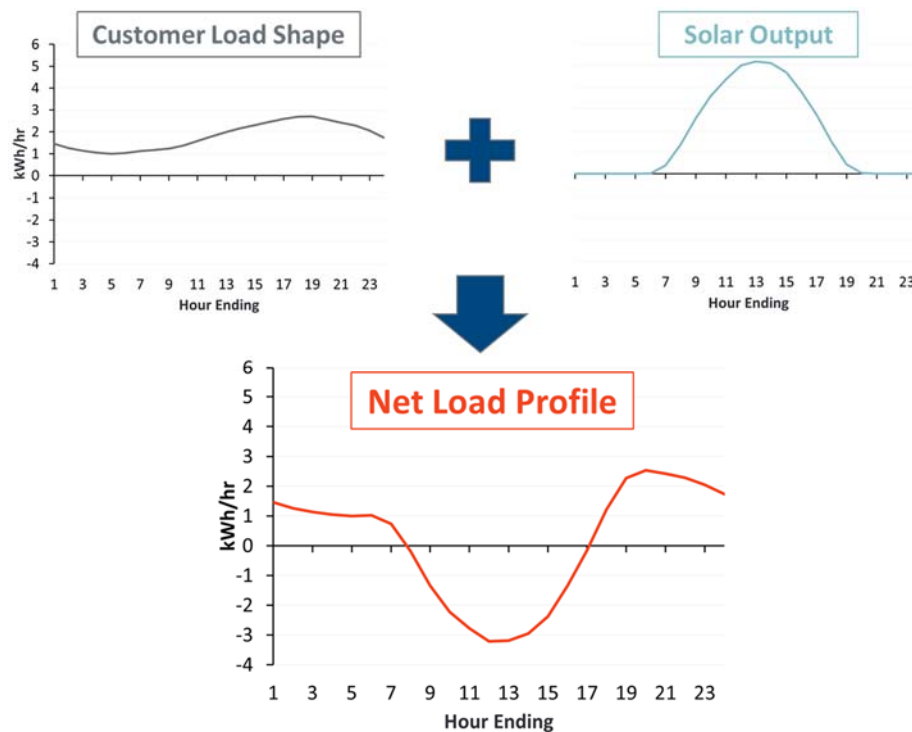 Customer Load Shape
6
5
4
3
2
1
0
-1
-2
-3
-4
kWh/hr
1 3 5 7 9 11 13 15 17 19 21 23
Hour Ending
Solar Output
1 3 5 7 9 11 13 15 17 19 21 23
Hour Ending
Net Load Profile
6
5
4
3
2
1
0
-1
-2
-3
-4
kWh/hr
1 3 5 7 9 11 13 15 17 19 21 23
Hour Ending